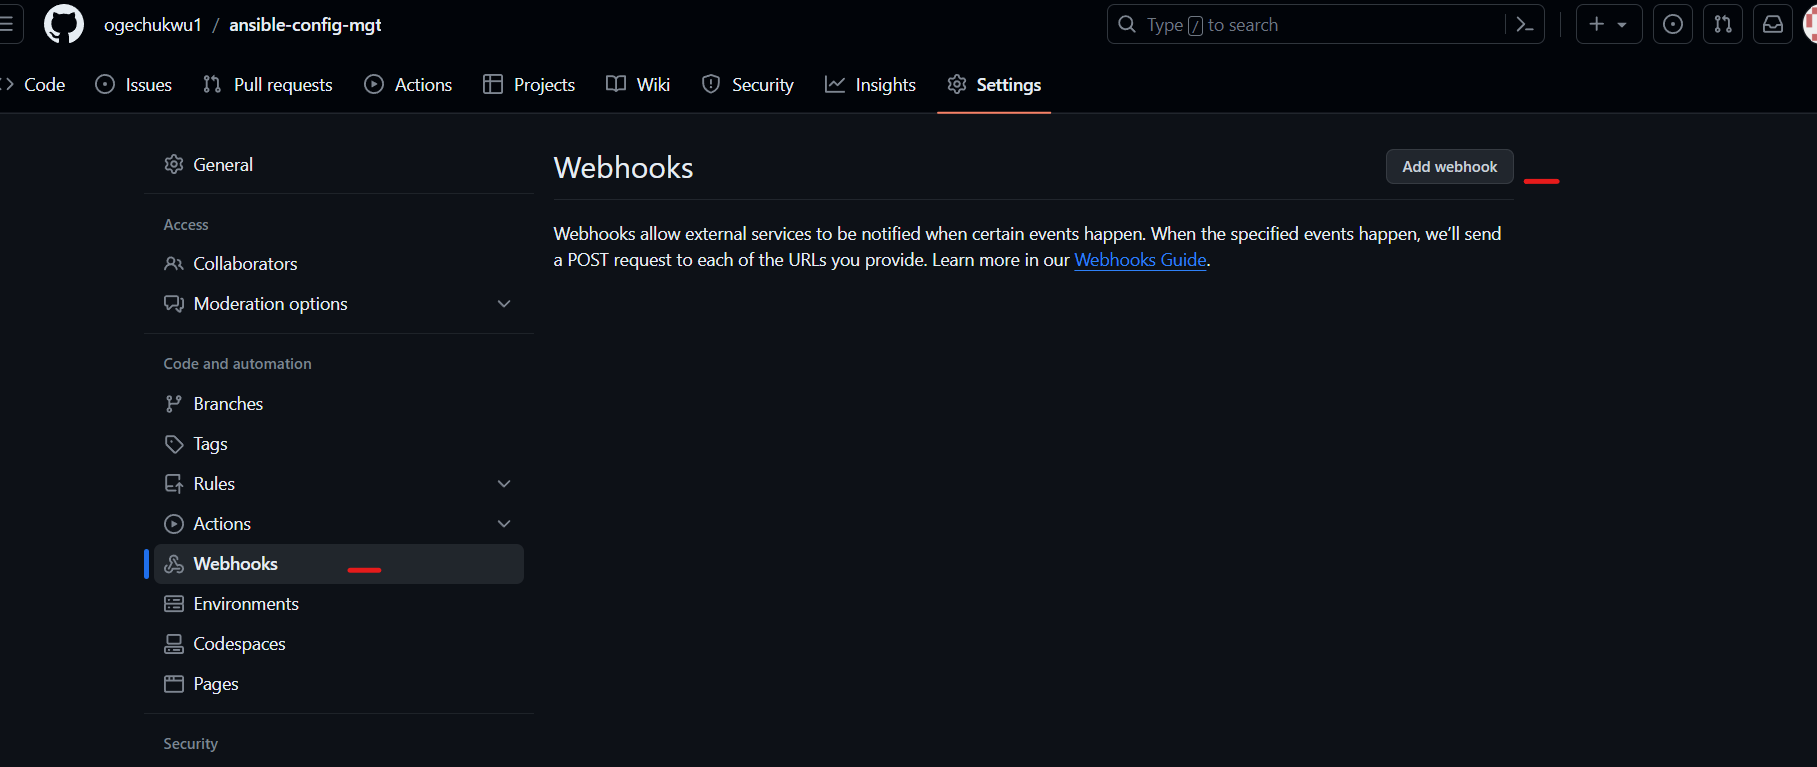 ogechukwu1 / ansible-config-mgt
Type / to search
Code
Issues
Pull requests
Actions
Projects
Wiki
Security
Insights
Settings
General
Access
Collaborators
Moderation options
Code and automation
Branches
Tags
Rules
Actions
Webhooks
Environments
Codespaces
Pages
Security
Webhooks
Add webhook
Webhooks allow external services to be notified when certain events happen. When the specified events happen, we’ll send
a POST request to each of the URLs you provide. Learn more in our Webhooks Guide.